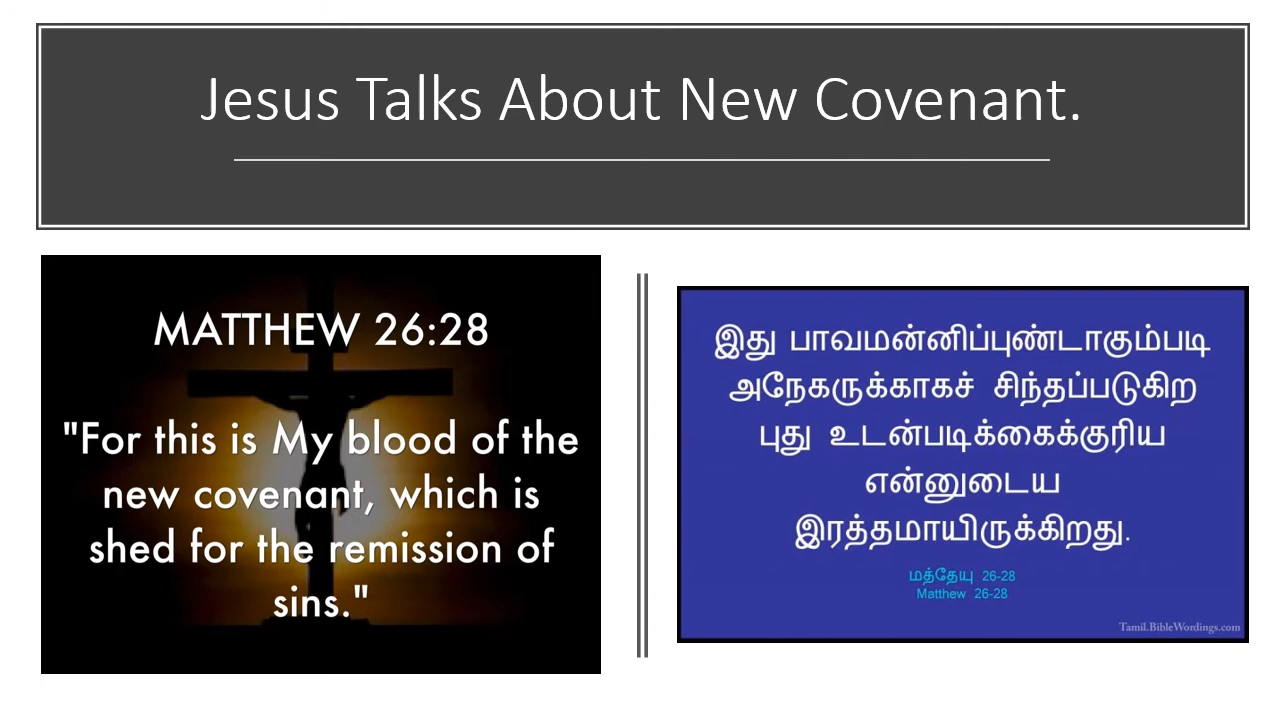 Jesus Talks About New Covenant.
MATTHEW 26:28
"For this is My blood of the
new covenant, which is
shed for the remission of
sins."
இது பாவமன்னிப்புண்டாகும்படி
அநேகருக்காகச் சிந்தப்படுகிற
புது உடன்படிக்கைக்குரிய
என்னுடைய
இரத்தமாயிருக்கிறது.
மத்தேயு 26-28
Matthew 26-28
Tamil.BibleWordings.com